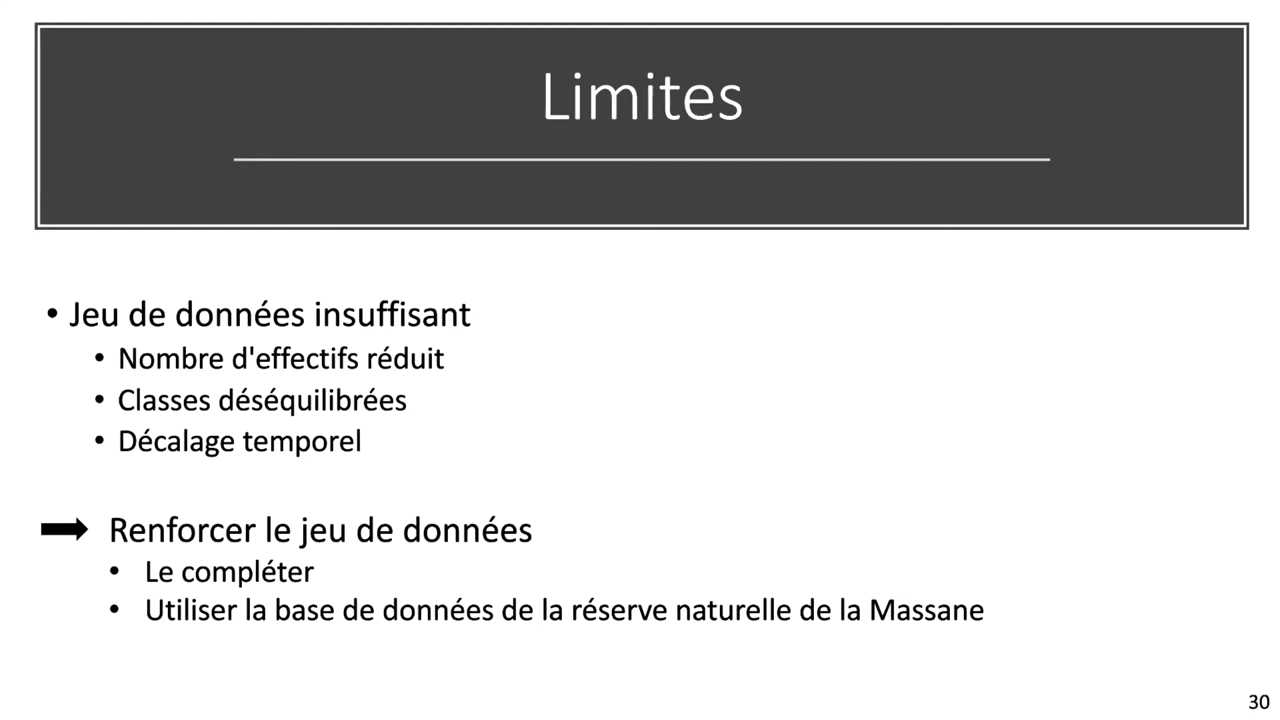 Limites
• Jeu de données insuffisant
• Nombre d'effectifs réduit
• Classes déséquilibrées
• Décalage temporel
Renforcer le jeu de données
• Le compléter
• Utiliser la base de données de la réserve naturelle de la Massane
30